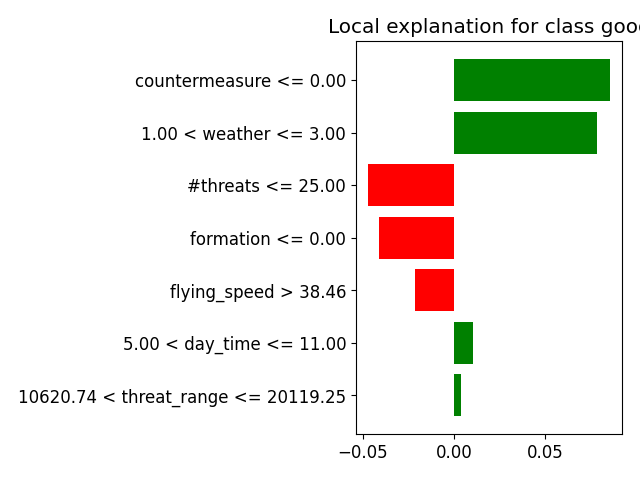 Local explanation for class goo
countermeasure <= 0.00
1.00 < weather <= 3.00
#threats <= 25.00
formation <= 0.00
flying_speed > 38.46
5.00 < day_time <= 11.00
10620.74 < threat_range <= 20119.25
−0.05 0.00 0.05